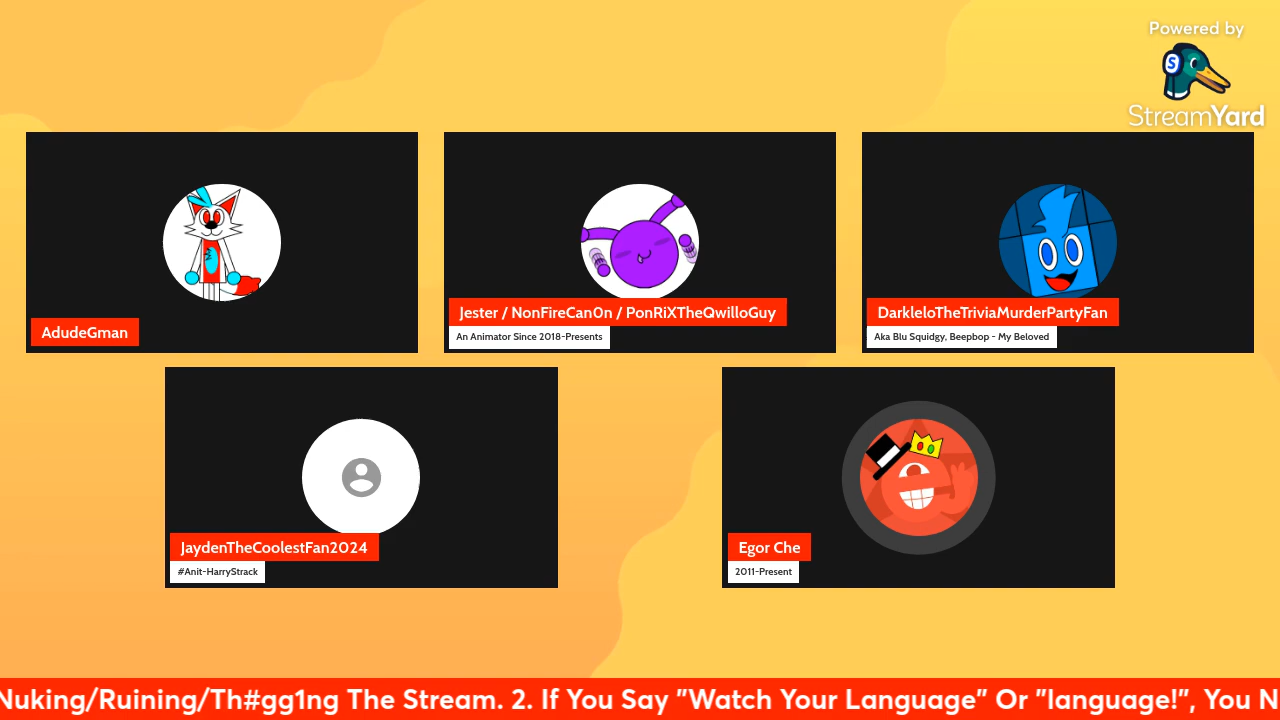 Powered by
S
StreamYard
AdudeGman
Jester / NonFireCan0n / PonRiXTheQwilloGuy
An Animator Since 2018-Presents
DarkleloTheTriviaMurderPartyFan
Aka Blu Squidgy, Beepbop - My Beloved
JaydenTheCoolestFan2024
#Anit-HarryStrack
Egor Che
2011-Present
Nuking/Ruining/Th#gg1ng The Stream. 2. If You Say "Watch Your Language" Or "language!", You N